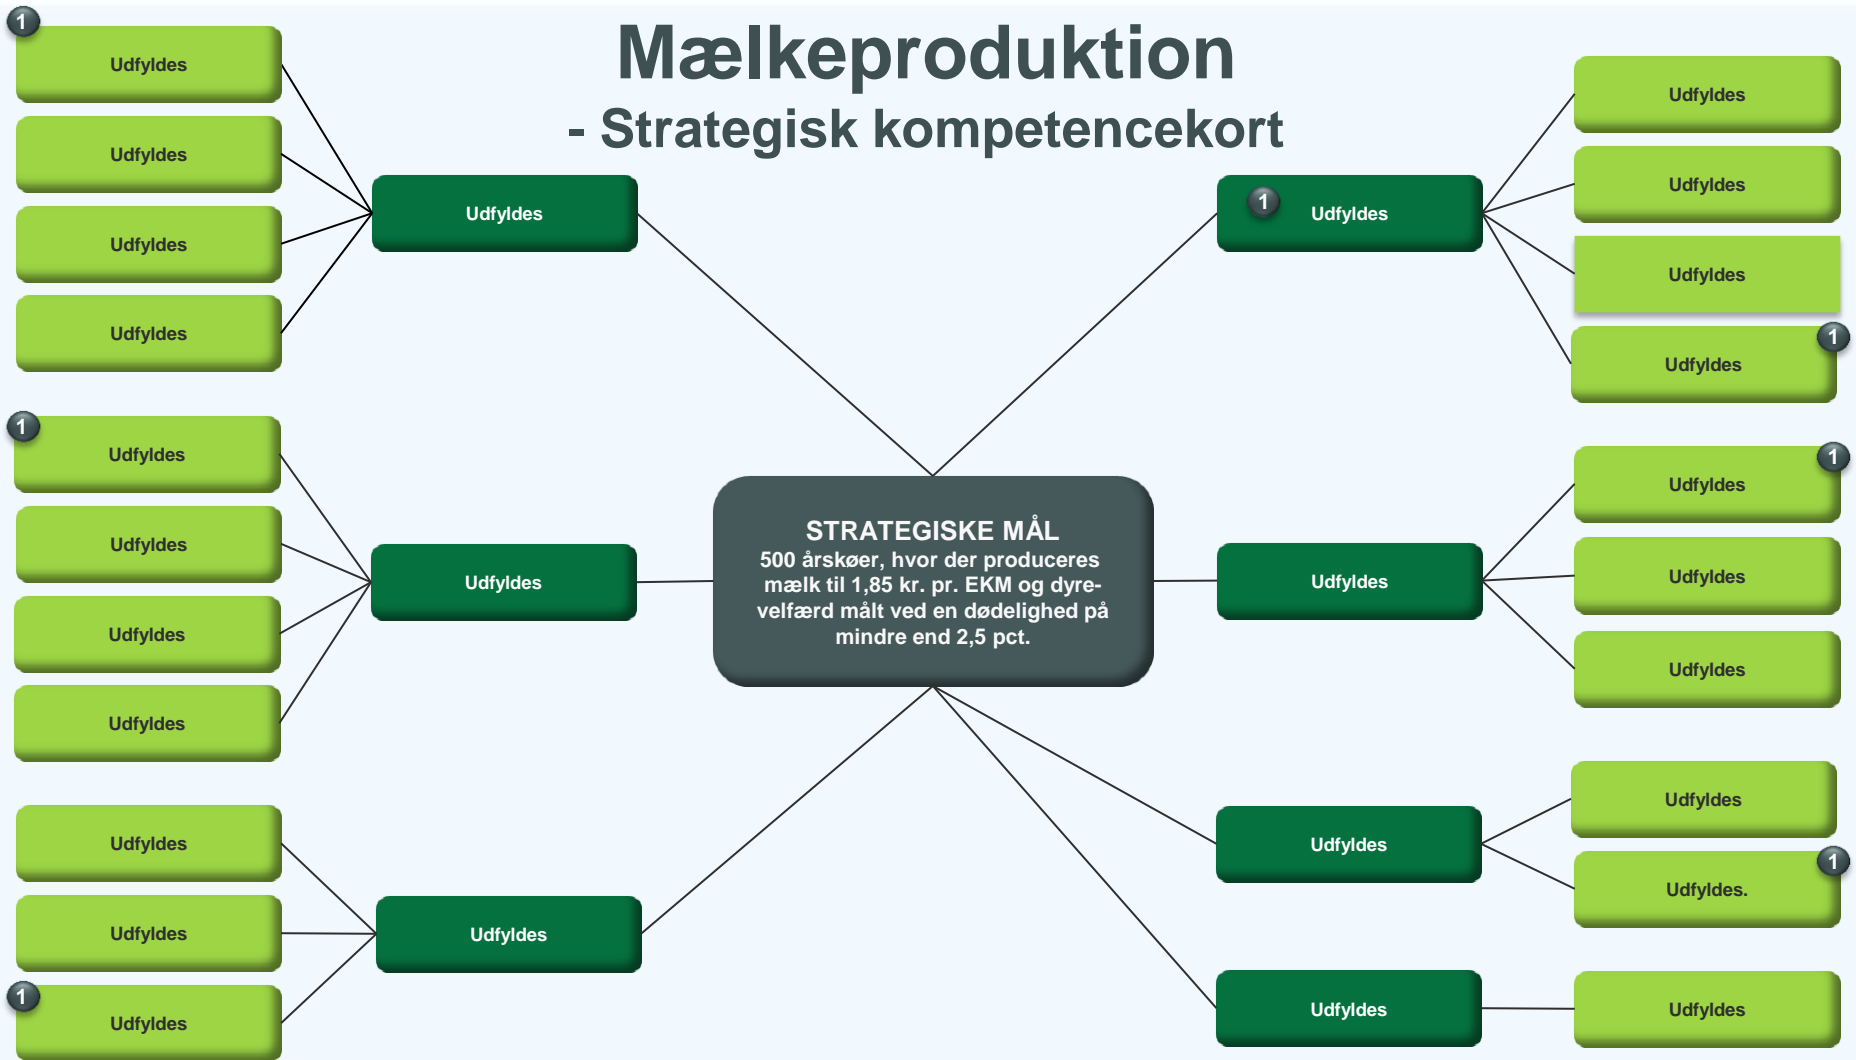 Mælkeproduktion
- Strategisk kompetencekort
1
Udfyldes
Udfyldes
Udfyldes
Udfyldes
Udfyldes
1
Udfyldes
Udfyldes
Udfyldes
Udfyldes
Udfyldes
1
Udfyldes
Udfyldes
Udfyldes
Udfyldes
Udfyldes
Udfyldes
1
Udfyldes
Udfyldes
STRATEGISKE MÅL
500 årskøer, hvor der produceres
mælk til 1,85 kr. pr. EKM og dyre-
velfærd målt ved en dødelighed på
mindre end 2,5 pct.
1
Udfyldes
Udfyldes
Udfyldes
Udfyldes
Udfyldes
1
Udfyldes
1
Udfyldes
Udfyldes
Udfyldes
Udfyldes
Udfyldes
1
Udfyldes.
Udfyldes
Udfyldes